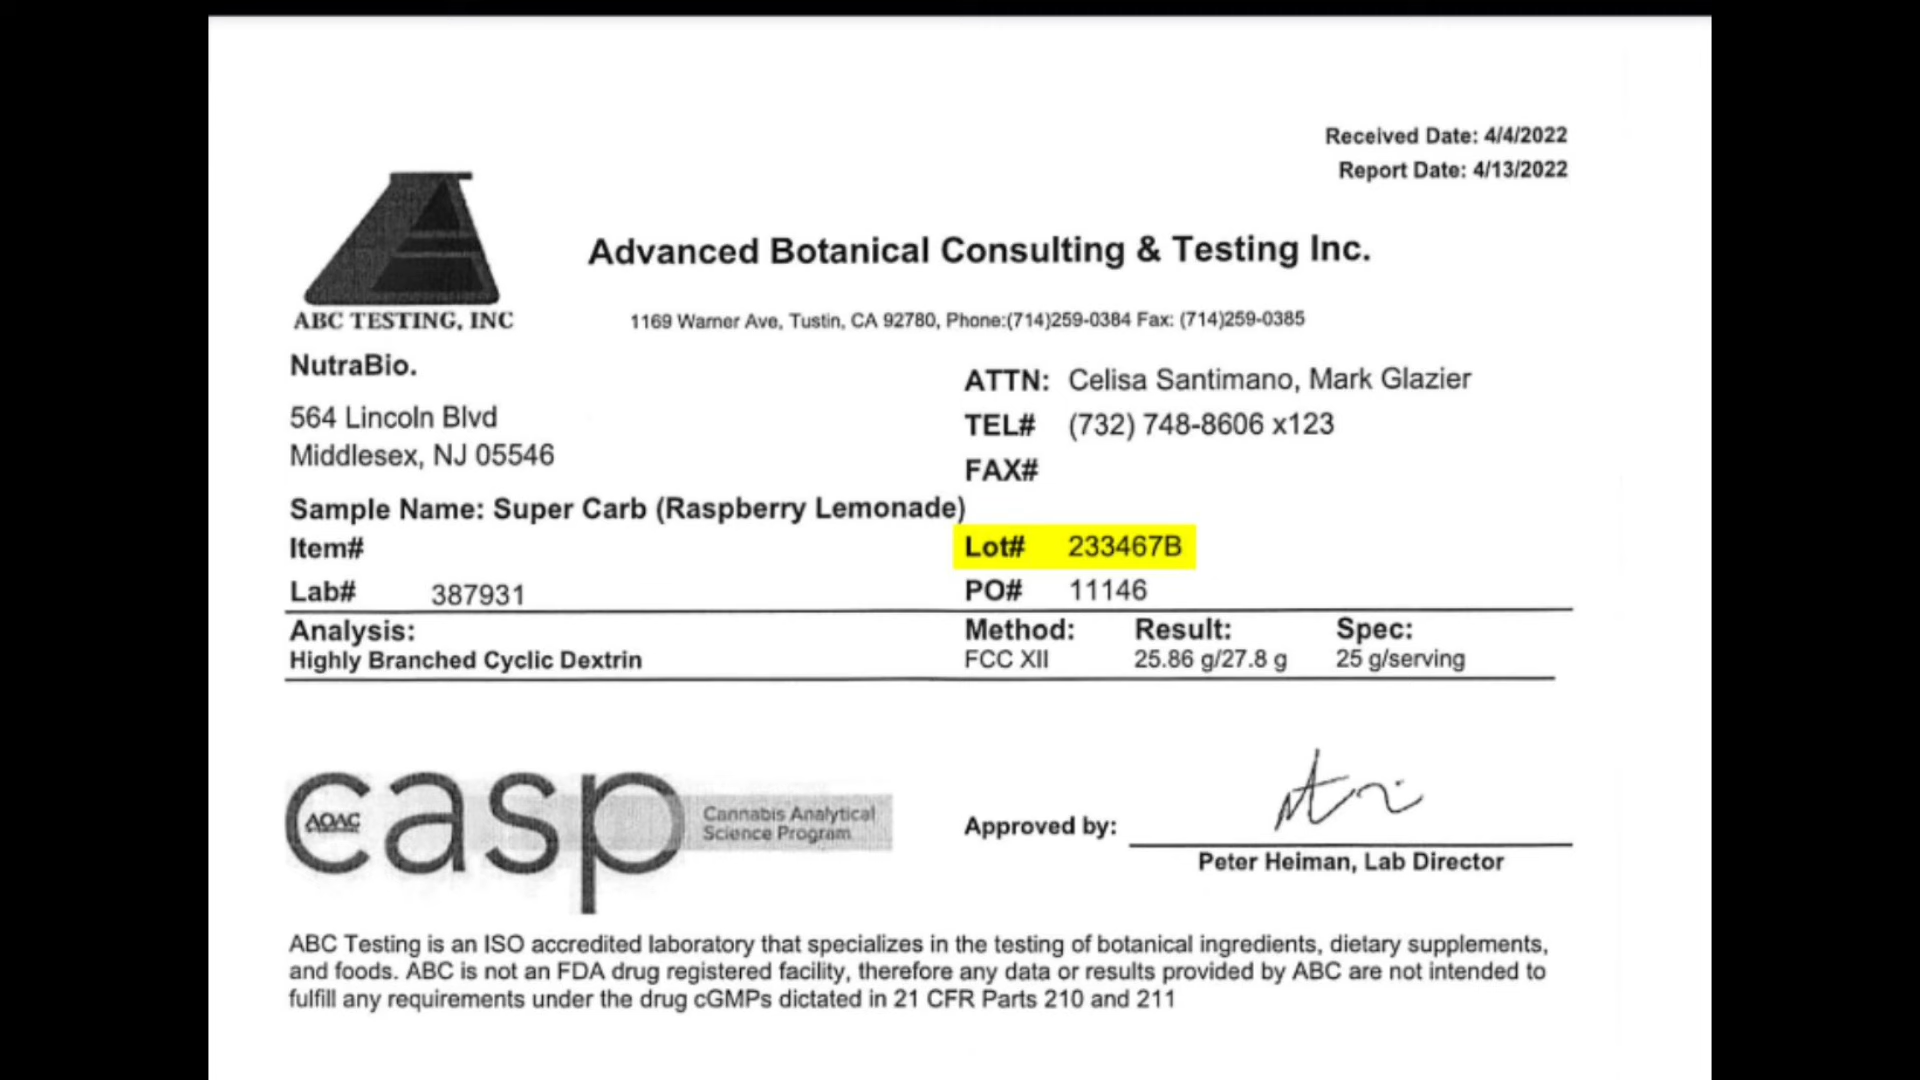 Received Date: 4/4/2022
Report Date: 4/13/2022
Advanced Botanical Consulting & Testing Inc.
ABC TESTING, INC
1169 Warner Ave, Tustin, CA 92780, Phone:(714)259-0384 Fax: (714)259-0385
NutraBio.
564 Lincoln Blvd
Middlesex, NJ 05546
ATTN: Celisa Santimano, Mark Glazier
TEL# (732) 748-8606 x123
FAX#
Sample Name: Super Carb (Raspberry Lemonade)
Item#
Lot# 233467B
Lab# 387931
PO# 11146
Analysis: Method: Result: Spec:
Highly Branched Cyclic Dextrin FCC XII 25.86 g/27.8 g 25 g/serving
AOAC
casp
Cannabis Analytical
Science Program
Approved by:
Peter Heiman, Lab Director
ABC Testing is an ISO accredited laboratory that specializes in the testing of botanical ingredients, dietary supplements,
and foods. ABC is not an FDA drug registered facility, therefore any data or results provided by ABC are not intended to
fulfill any requirements under the drug cGMPs dictated in 21 CFR Parts 210 and 211